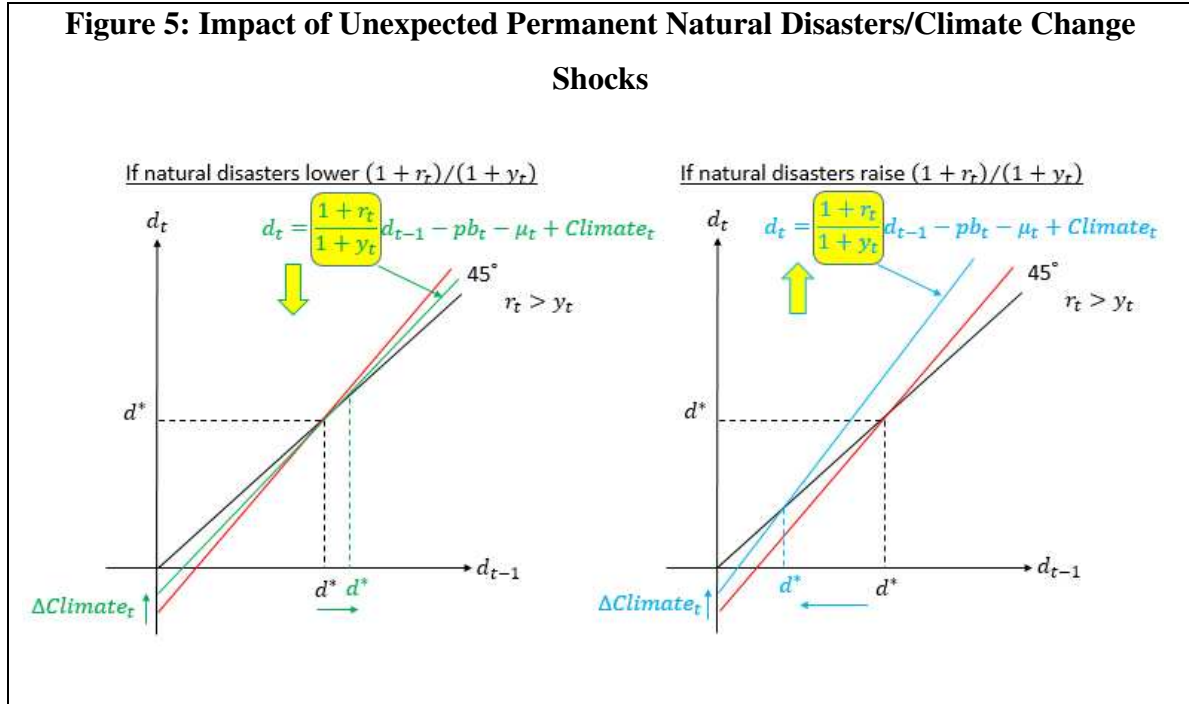 Figure 5: Impact of Unexpected Permanent Natural Disasters/Climate Change
Shocks
If natural disasters lower (1 + r_t)/(1 + y_t)
d_t
d_t = \frac{1 + r_t}{1 + y_t} d_{t-1} − pb_t − μ_t + Climate_t
45°
r_t > y_t
d*
d_{t-1}
d* d*
ΔClimate_t
If natural disasters raise (1 + r_t)/(1 + y_t)
d_t
d_t = \frac{1 + r_t}{1 + y_t} d_{t-1} − pb_t − μ_t + Climate_t
45°
r_t > y_t
d*
d_{t-1}
d* d*
ΔClimate_t